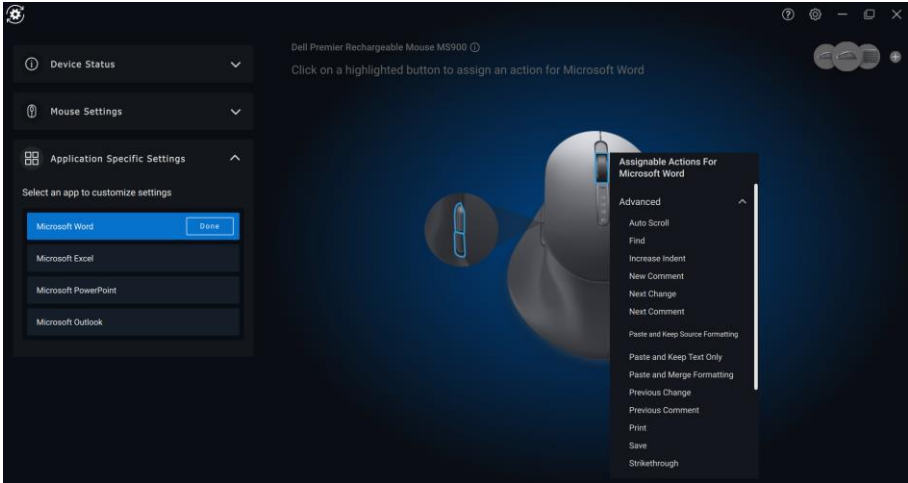 Dell Premier Rechargeable Mouse MS900
Click on a highlighted button to assign an action for Microsoft Word
Device Status
Mouse Settings
Application Specific Settings
Select an app to customize settings
Microsoft Word
Done
Microsoft Excel
Microsoft PowerPoint
Microsoft Outlook
Assignable Actions For
Microsoft Word
Advanced
Auto Scroll
Find
Increase Indent
New Comment
Next Change
Next Comment
Paste and Keep Source Formatting
Paste and Keep Text Only
Paste and Merge Formatting
Previous Change
Previous Comment
Print
Save
Strikethrough